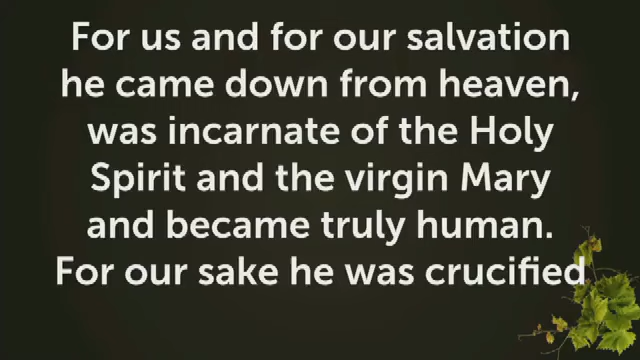 For us and for our salvation
he came down from heaven,
was incarnate of the Holy
Spirit and the virgin Mary
and became truly human.
For our sake he was crucified